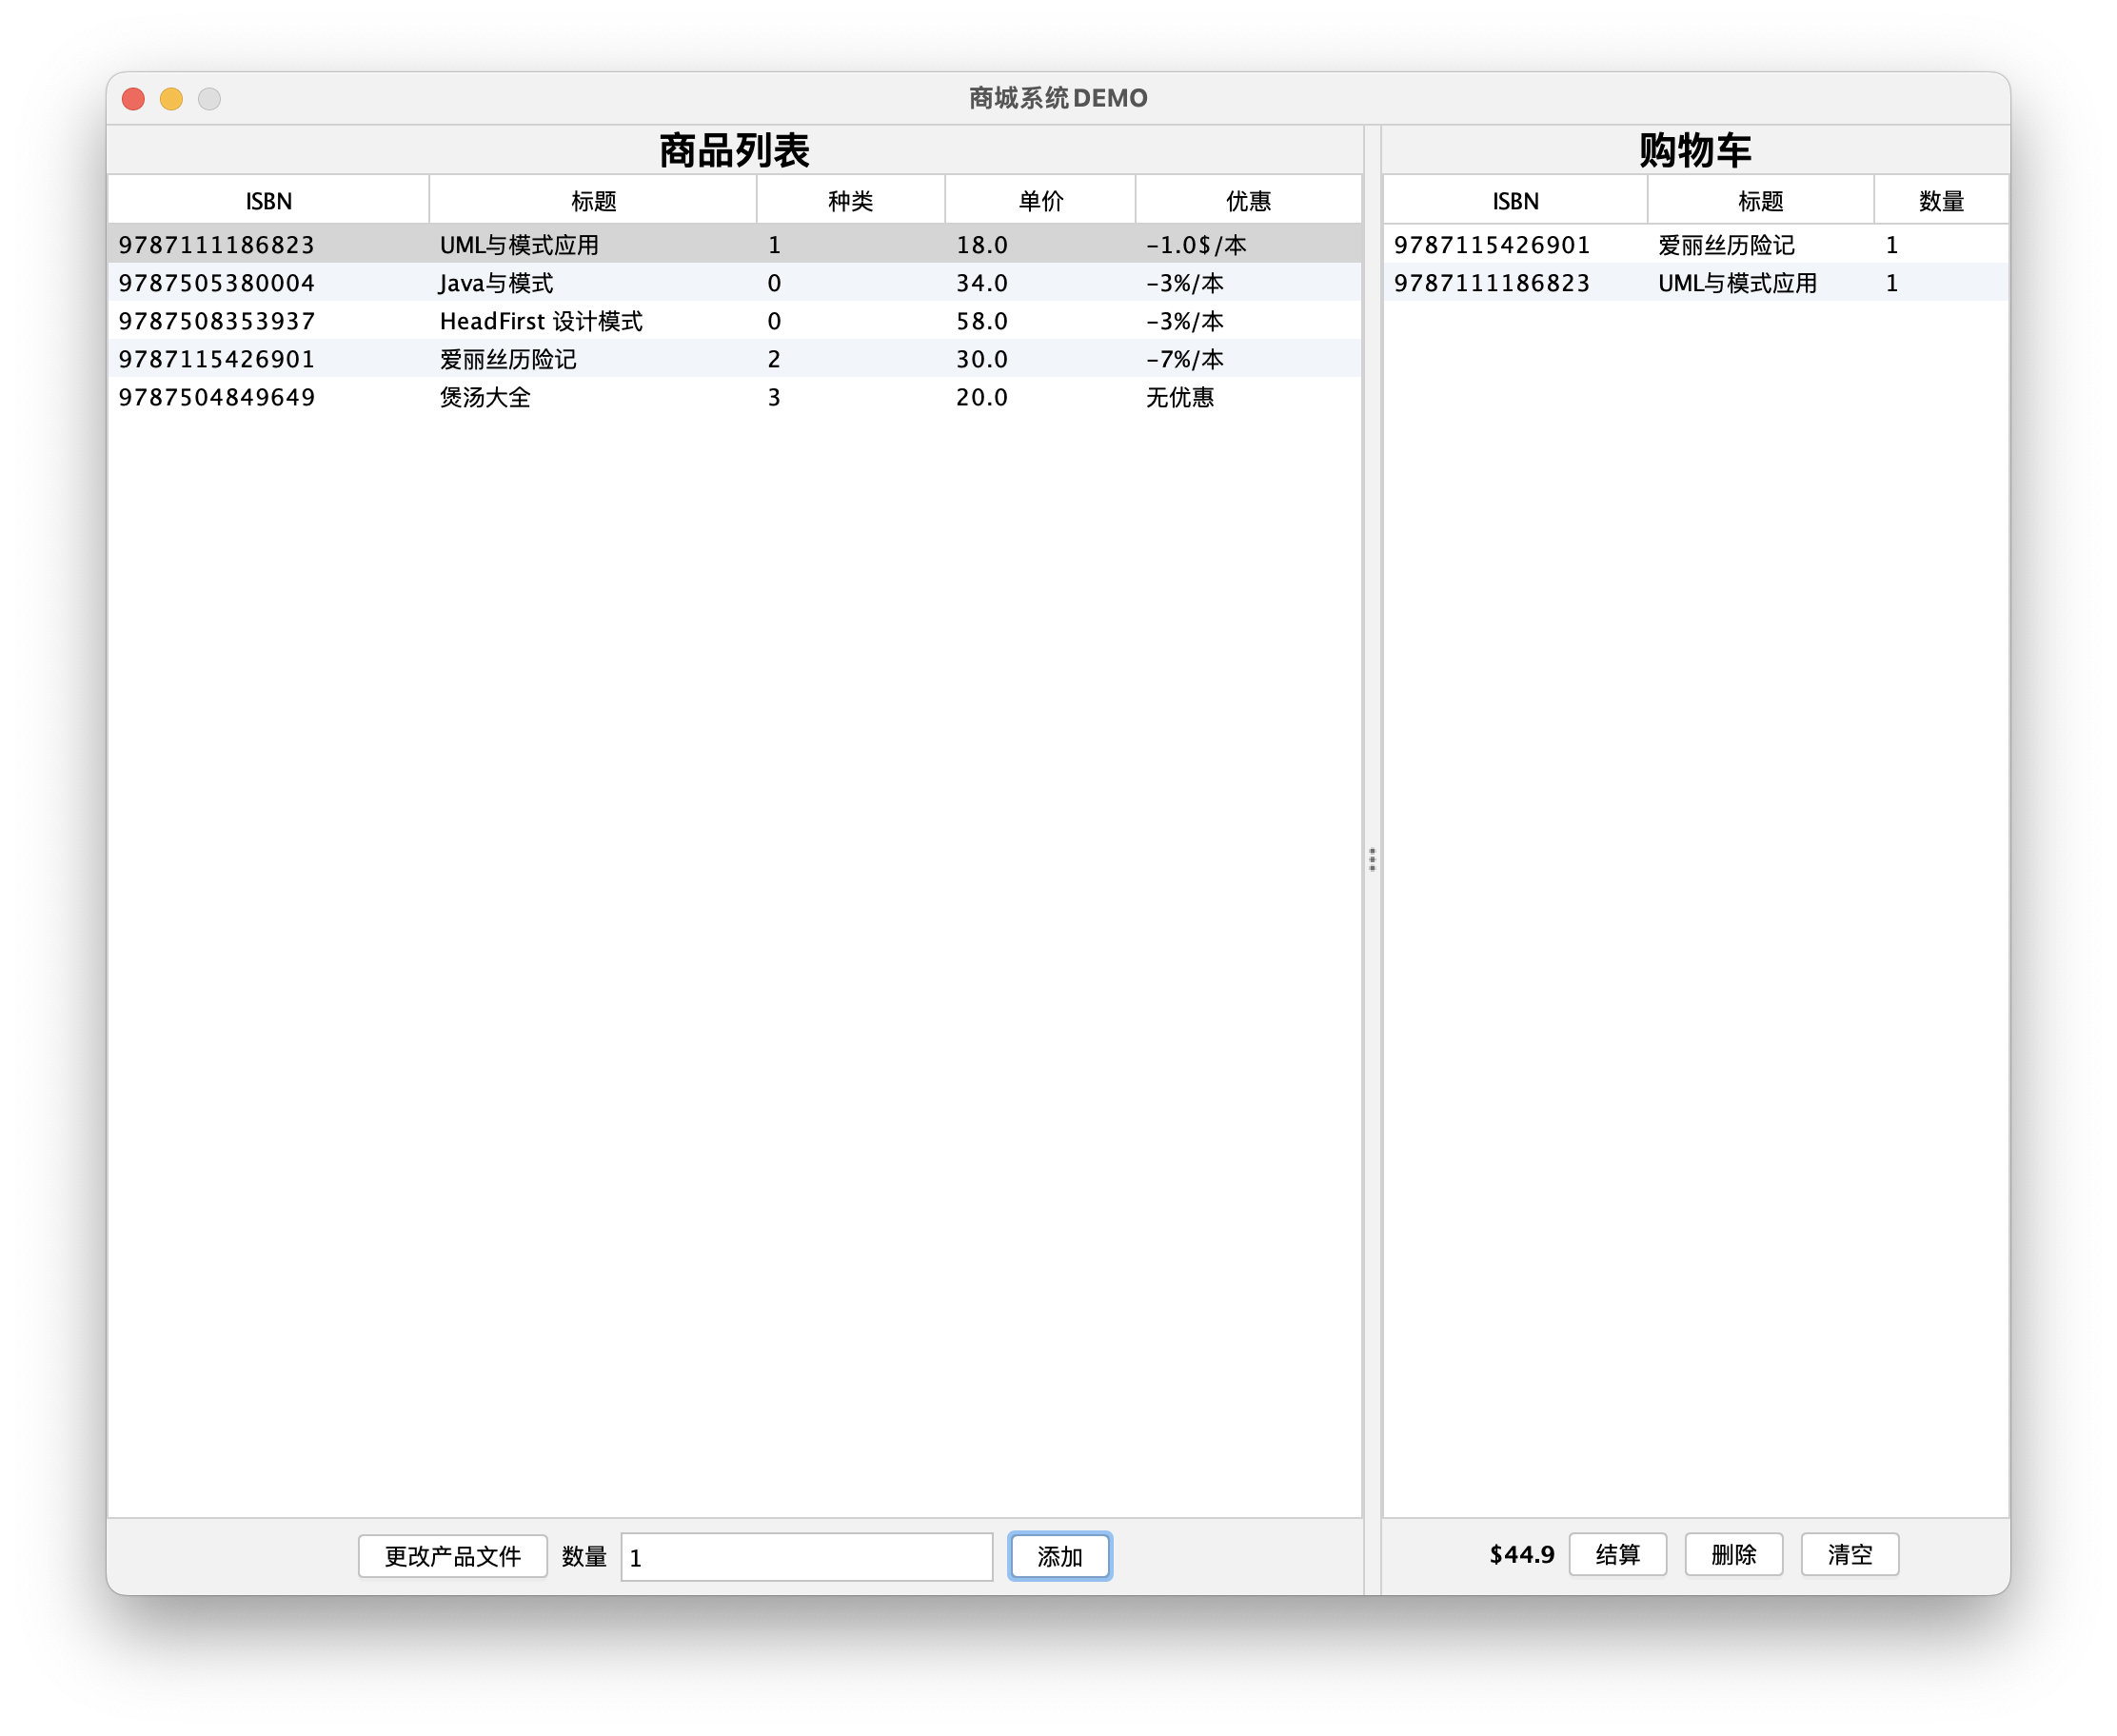 商城系统DEMO
商品列表
ISBN 标题 种类 单价 优惠
9787111186823 UML与模式应用 1 18.0 -1.0$/本
9787505380004 Java与模式 0 34.0 -3%/本
9787508353937 HeadFirst 设计模式 0 58.0 -3%/本
9787115426901 爱丽丝历险记 2 30.0 -7%/本
9787504849649 煲汤大全 3 20.0 无优惠
更改产品文件 数量 1 添加
购物车
ISBN 标题 数量
9787115426901 爱丽丝历险记 1
9787111186823 UML与模式应用 1
$44.9 结算 删除 清空